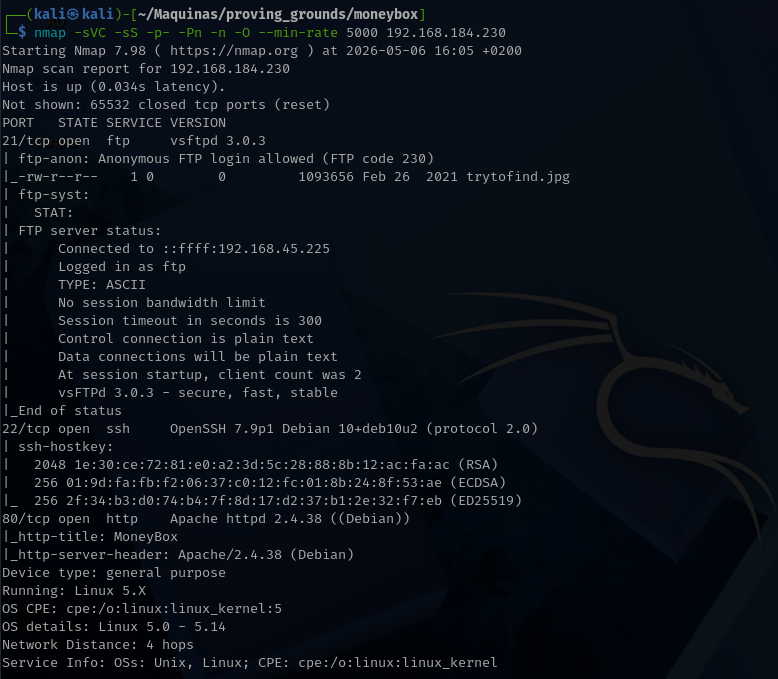 ┌──(kali㉿kali)-[~/Maquinas/proving_grounds/moneybox]
└─$ nmap -sVC -sS -p- -Pn -n -O --min-rate 5000 192.168.184.230
Starting Nmap 7.98 ( https://nmap.org ) at 2026-05-06 16:05 +0200
Nmap scan report for 192.168.184.230
Host is up (0.034s latency).
Not shown: 65532 closed tcp ports (reset)
PORT   STATE SERVICE VERSION
21/tcp open  ftp     vsftpd 3.0.3
| ftp-anon: Anonymous FTP login allowed (FTP code 230)
|_-rw-r--r--    1 0        0         1093656 Feb 26  2021 trytofind.jpg
| ftp-syst:
|   STAT:
| FTP server status:
|      Connected to ::ffff:192.168.45.225
|      Logged in as ftp
|      TYPE: ASCII
|      No session bandwidth limit
|      Session timeout in seconds is 300
|      Control connection is plain text
|      Data connections will be plain text
|      At session startup, client count was 2
|      vsFTPd 3.0.3 - secure, fast, stable
|_End of status
22/tcp open  ssh     OpenSSH 7.9p1 Debian 10+deb10u2 (protocol 2.0)
| ssh-hostkey:
|   2048 1e:30:ce:72:81:e0:a2:3d:5c:28:88:8b:12:ac:fa:ac (RSA)
|   256 01:9d:fa:fb:f2:06:37:c0:12:fc:01:8b:24:8f:53:ae (ECDSA)
|_  256 2f:34:b3:d0:74:b4:7f:8d:17:d2:37:b1:2e:32:f7:eb (ED25519)
80/tcp open  http    Apache httpd 2.4.38 ((Debian))
|_http-title: MoneyBox
|_http-server-header: Apache/2.4.38 (Debian)
Device type: general purpose
Running: Linux 5.X
OS CPE: cpe:/o:linux:linux_kernel:5
OS details: Linux 5.0 - 5.14
Network Distance: 4 hops
Service Info: OSs: Unix, Linux; CPE: cpe:/o:linux:linux_kernel